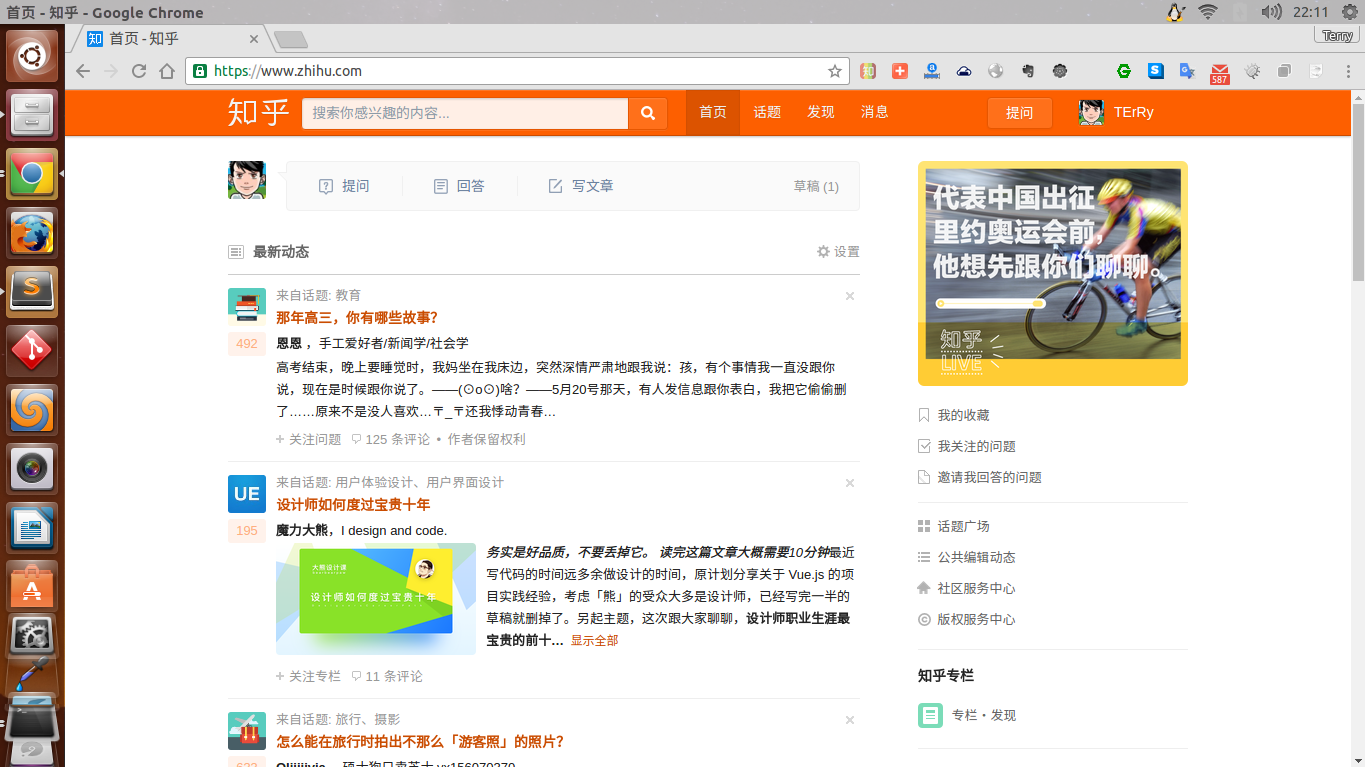 首页 - 知乎 - Google Chrome
22:11
首页 - 知乎
Terry
https://www.zhihu.com
587
知乎
搜索你感兴趣的内容...
首页
话题
发现
消息
提问
TErRy
提问
回答
写文章
草稿 (1)
最新动态
设置
来自话题: 教育
那年高三，你有哪些故事？
492
恩恩 ，手工爱好者/新闻学/社会学
高考结束，晚上要睡觉时，我妈坐在我床边，突然深情严肃地跟我说：孩，有个事情我一直没跟你
说，现在是时候跟你说了。——(⊙o⊙)啥？——5月20号那天，有人发信息跟你表白，我把它偷偷删
了……原来不是没人喜欢…〒_〒还我悸动青春…
关注问题
125 条评论 • 作者保留权利
来自话题: 用户体验设计、用户界面设计
UE
设计师如何度过宝贵十年
195
魔力大熊，I design and code.
大熊设计课
设计师如何度过宝贵十年
务实是好品质，不要丢掉它。 读完这篇文章大概需要10分钟最近
写代码的时间远多余做设计的时间，原计划分享关于 Vue.js 的项
目实践经验，考虑「熊」的受众大多是设计师，已经写完一半的
草稿就删掉了。另起主题，这次跟大家聊聊，设计师职业生涯最
宝贵的前十... 显示全部
关注专栏
11 条评论
来自话题: 旅行、摄影
怎么能在旅行时拍出不那么「游客照」的照片？
代表中国出征
里约奥运会前，
他想先跟你们聊聊。
知乎
LIVE
我的收藏
我关注的问题
邀请我回答的问题
话题广场
公共编辑动态
社区服务中心
版权服务中心
知乎专栏
专栏・发现